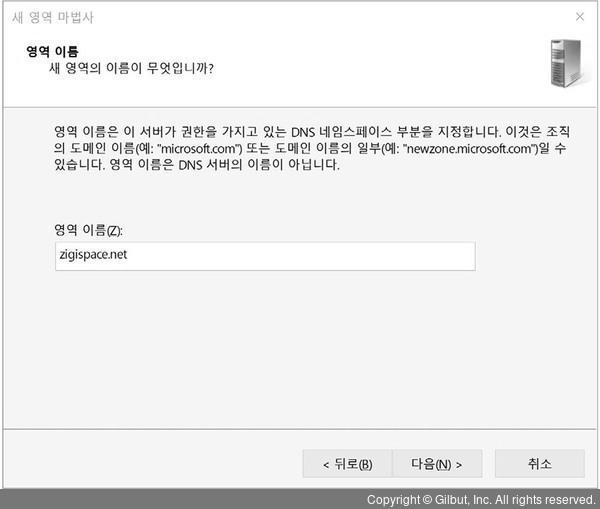 새 영역 마법사
영역 이름
새 영역의 이름이 무엇입니까?
영역 이름은 이 서버가 권한을 가지고 있는 DNS 네임스페이스 부분을 지정합니다. 이것은 조직
의 도메인 이름(예: "microsoft.com") 또는 도메인 이름의 일부(예: "newzone.microsoft.com")일 수
있습니다. 영역 이름은 DNS 서버의 이름이 아닙니다.
영역 이름(Z):
zigispace.net
< 뒤로(B) 다음(N) > 취소
Copyright © Gilbut, Inc. All rights reserved.